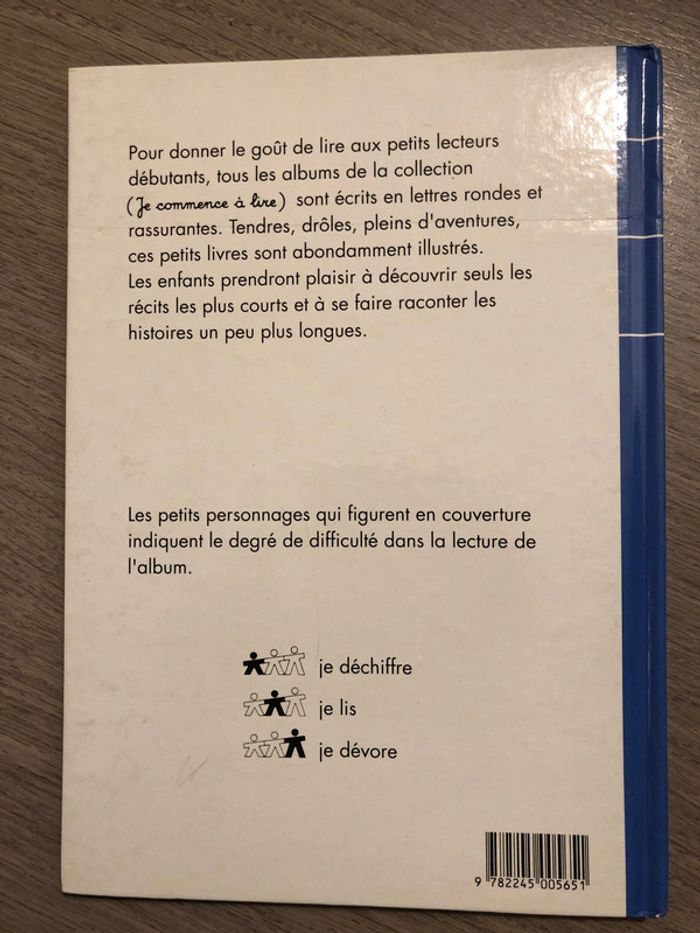 Pour donner le goût de lire aux petits lecteurs
débutants, tous les albums de la collection
(Je commence à lire) sont écrits en lettres rondes et
rassurantes. Tendres, drôles, pleins d'aventures,
ces petits livres sont abondamment illustrés.
Les enfants prendront plaisir à découvrir seuls les
récits les plus courts et à se faire raconter les
histoires un peu plus longues.
Les petits personnages qui figurent en couverture
indiquent le degré de difficulté dans la lecture de
l'album.
je déchiffre
je lis
je dévore
9 782245 005651